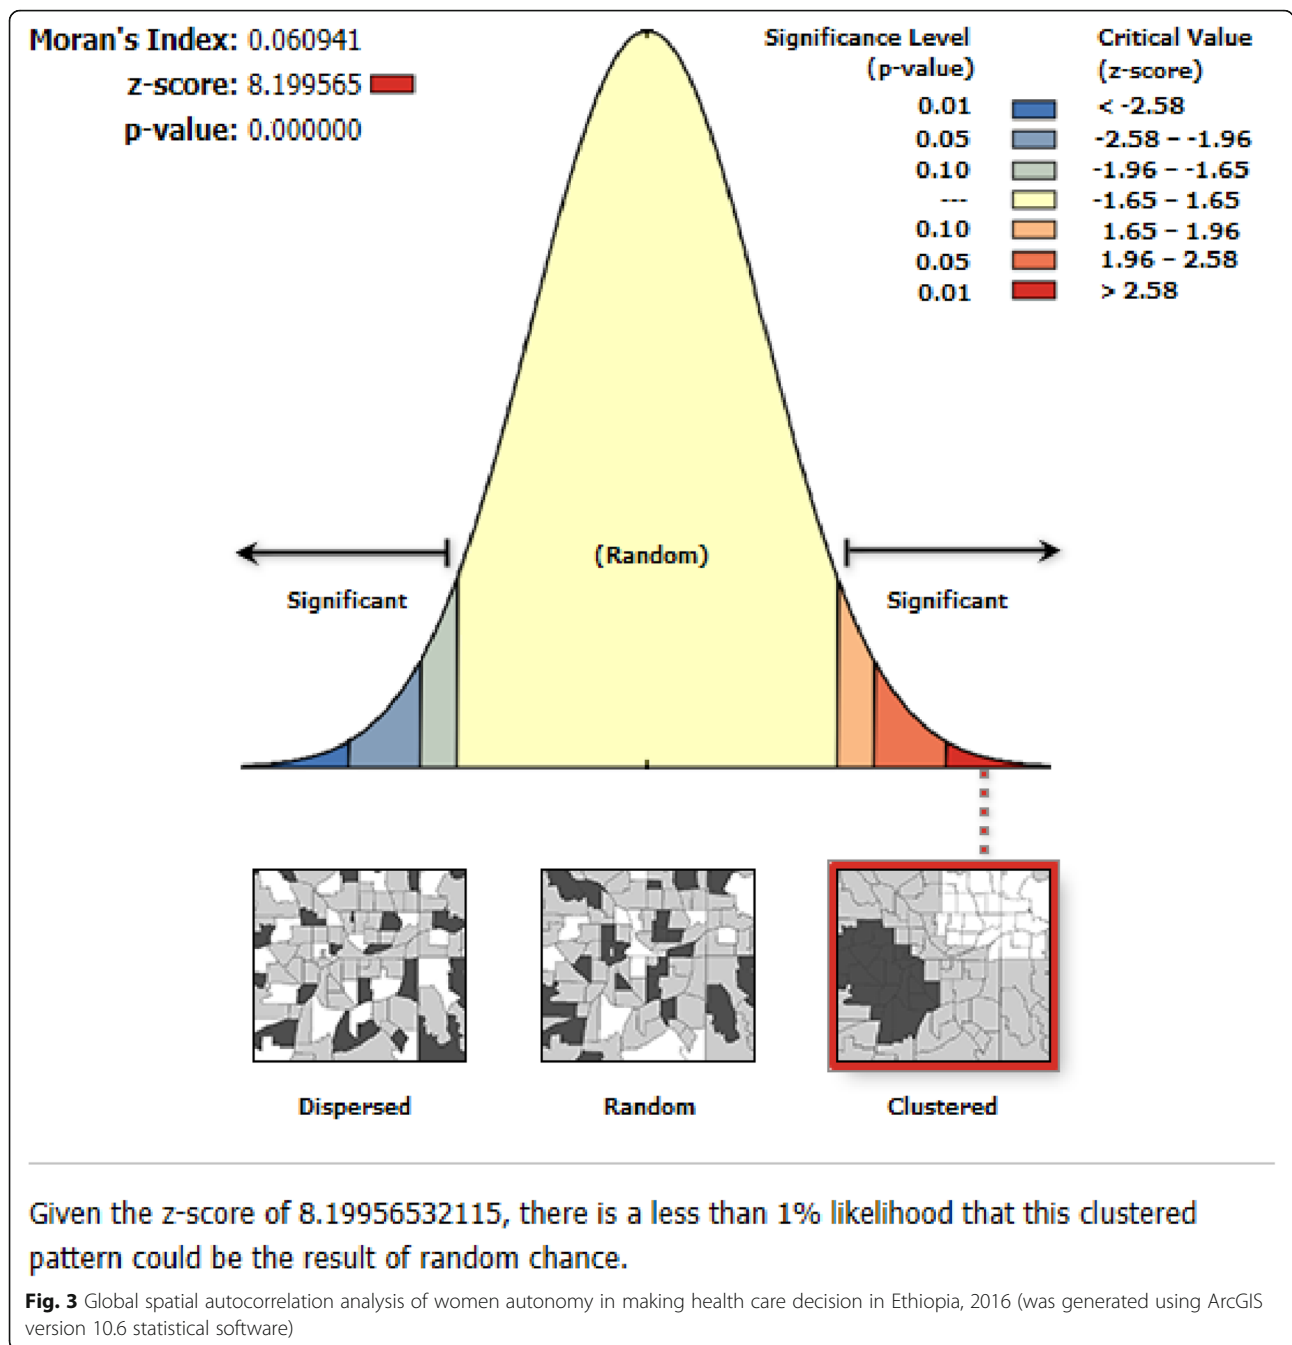 Moran's Index: 0.060941
z-score: 8.199565
p-value: 0.000000
Significance Level
(p-value)
Critical Value
(z-score)
0.01 < -2.58
0.05 -2.58 – -1.96
0.10 -1.96 – -1.65
--- -1.65 – 1.65
0.10 1.65 – 1.96
0.05 1.96 – 2.58
0.01 > 2.58
(Random)
Significant
Significant
Dispersed
Random
Clustered
Given the z-score of 8.19956532115, there is a less than 1% likelihood that this clustered
pattern could be the result of random chance.
Fig. 3 Global spatial autocorrelation analysis of women autonomy in making health care decision in Ethiopia, 2016 (was generated using ArcGIS
version 10.6 statistical software)